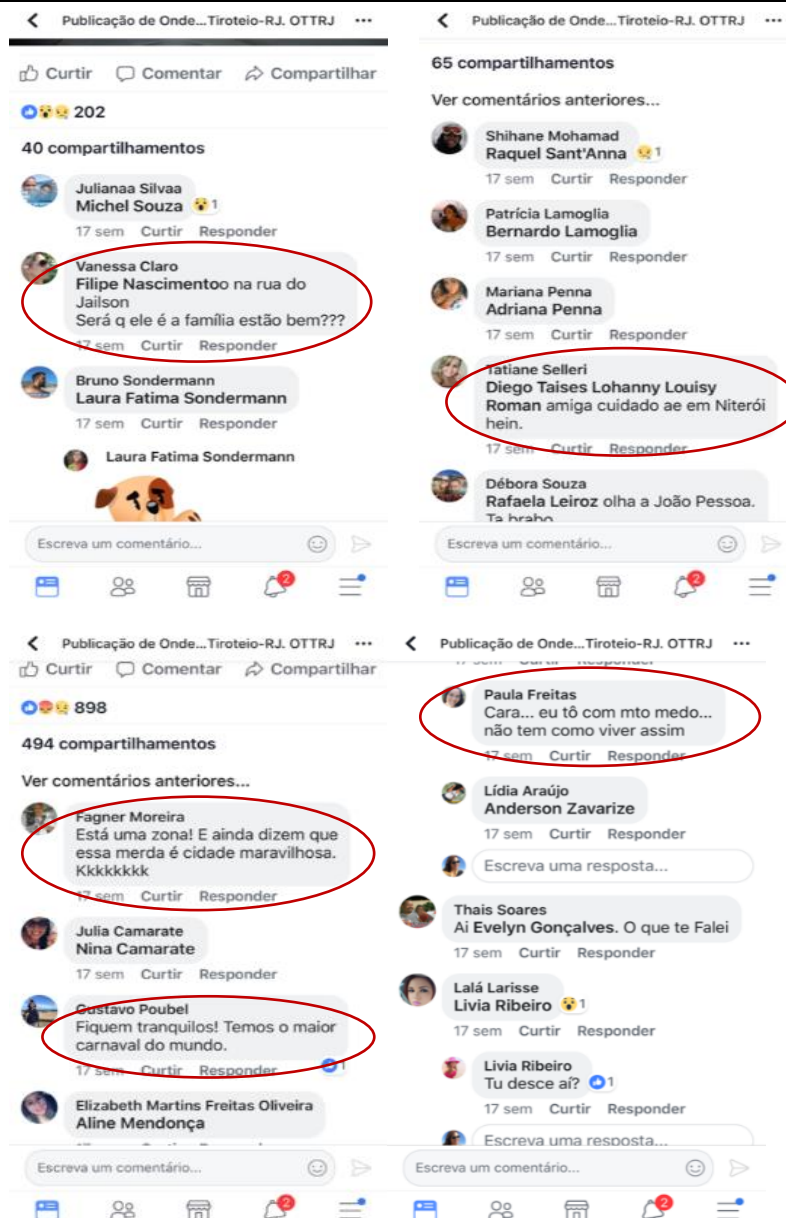 Publicação de Onde...Tiroteio-RJ. OTTRJ
Curtir Comentar Compartilhar
202
40 compartilhamentos
Julianaa Silvaa
Michel Souza 1
17 sem Curtir Responder
Vanessa Claro
Filipe Nascimentoo na rua do
Jailson
Será q ele é a família estão bem???
17 sem Curtir Responder
Bruno Sondermann
Laura Fatima Sondermann
17 sem Curtir Responder
Laura Fatima Sondermann
Escreva um comentário...
2
Publicação de Onde...Tiroteio-RJ. OTTRJ
65 compartilhamentos
Ver comentários anteriores...
Shihane Mohamad
Raquel Sant'Anna 1
17 sem Curtir Responder
Patrícia Lamoglia
Bernardo Lamoglia
17 sem Curtir Responder
Mariana Penna
Adriana Penna
17 sem Curtir Responder
Tatiane Selleri
Diego Taises Lohanny Louisy
Roman amiga cuidado ae em Niterói
hein.
17 sem Curtir Responder
Débora Souza
Rafaela Leiroz olha a João Pessoa.
Ta brabo
Escreva um comentário...
2
Publicação de Onde...Tiroteio-RJ. OTTRJ
Curtir Comentar Compartilhar
898
494 compartilhamentos
Ver comentários anteriores...
Fagner Moreira
Está uma zona! E ainda dizem que
essa merda é cidade maravilhosa.
Kkkkkkkk
17 sem Curtir Responder
Julia Camarate
Nina Camarate
17 sem Curtir Responder
Gustavo Poubel
Fiquem tranquilos! Temos o maior
carnaval do mundo.
17 sem Curtir Responder 1
Elizabeth Martins Freitas Oliveira
Aline Mendonça
Escreva um comentário...
2
Publicação de Onde...Tiroteio-RJ. OTTRJ
17 sem Curtir Responder
Paula Freitas
Cara... eu tô com mto medo...
não tem como viver assim
17 sem Curtir Responder
Lídia Araújo
Anderson Zavarize
17 sem Curtir Responder
Escreva uma resposta...
Thais Soares
Ai Evelyn Gonçalves. O que te Falei
17 sem Curtir Responder
Lalá Larisse
Livia Ribeiro 1
17 sem Curtir Responder
Livia Ribeiro
Tu desce aí? 1
17 sem Curtir Responder
Escreva uma resposta...
Escreva um comentário...
2